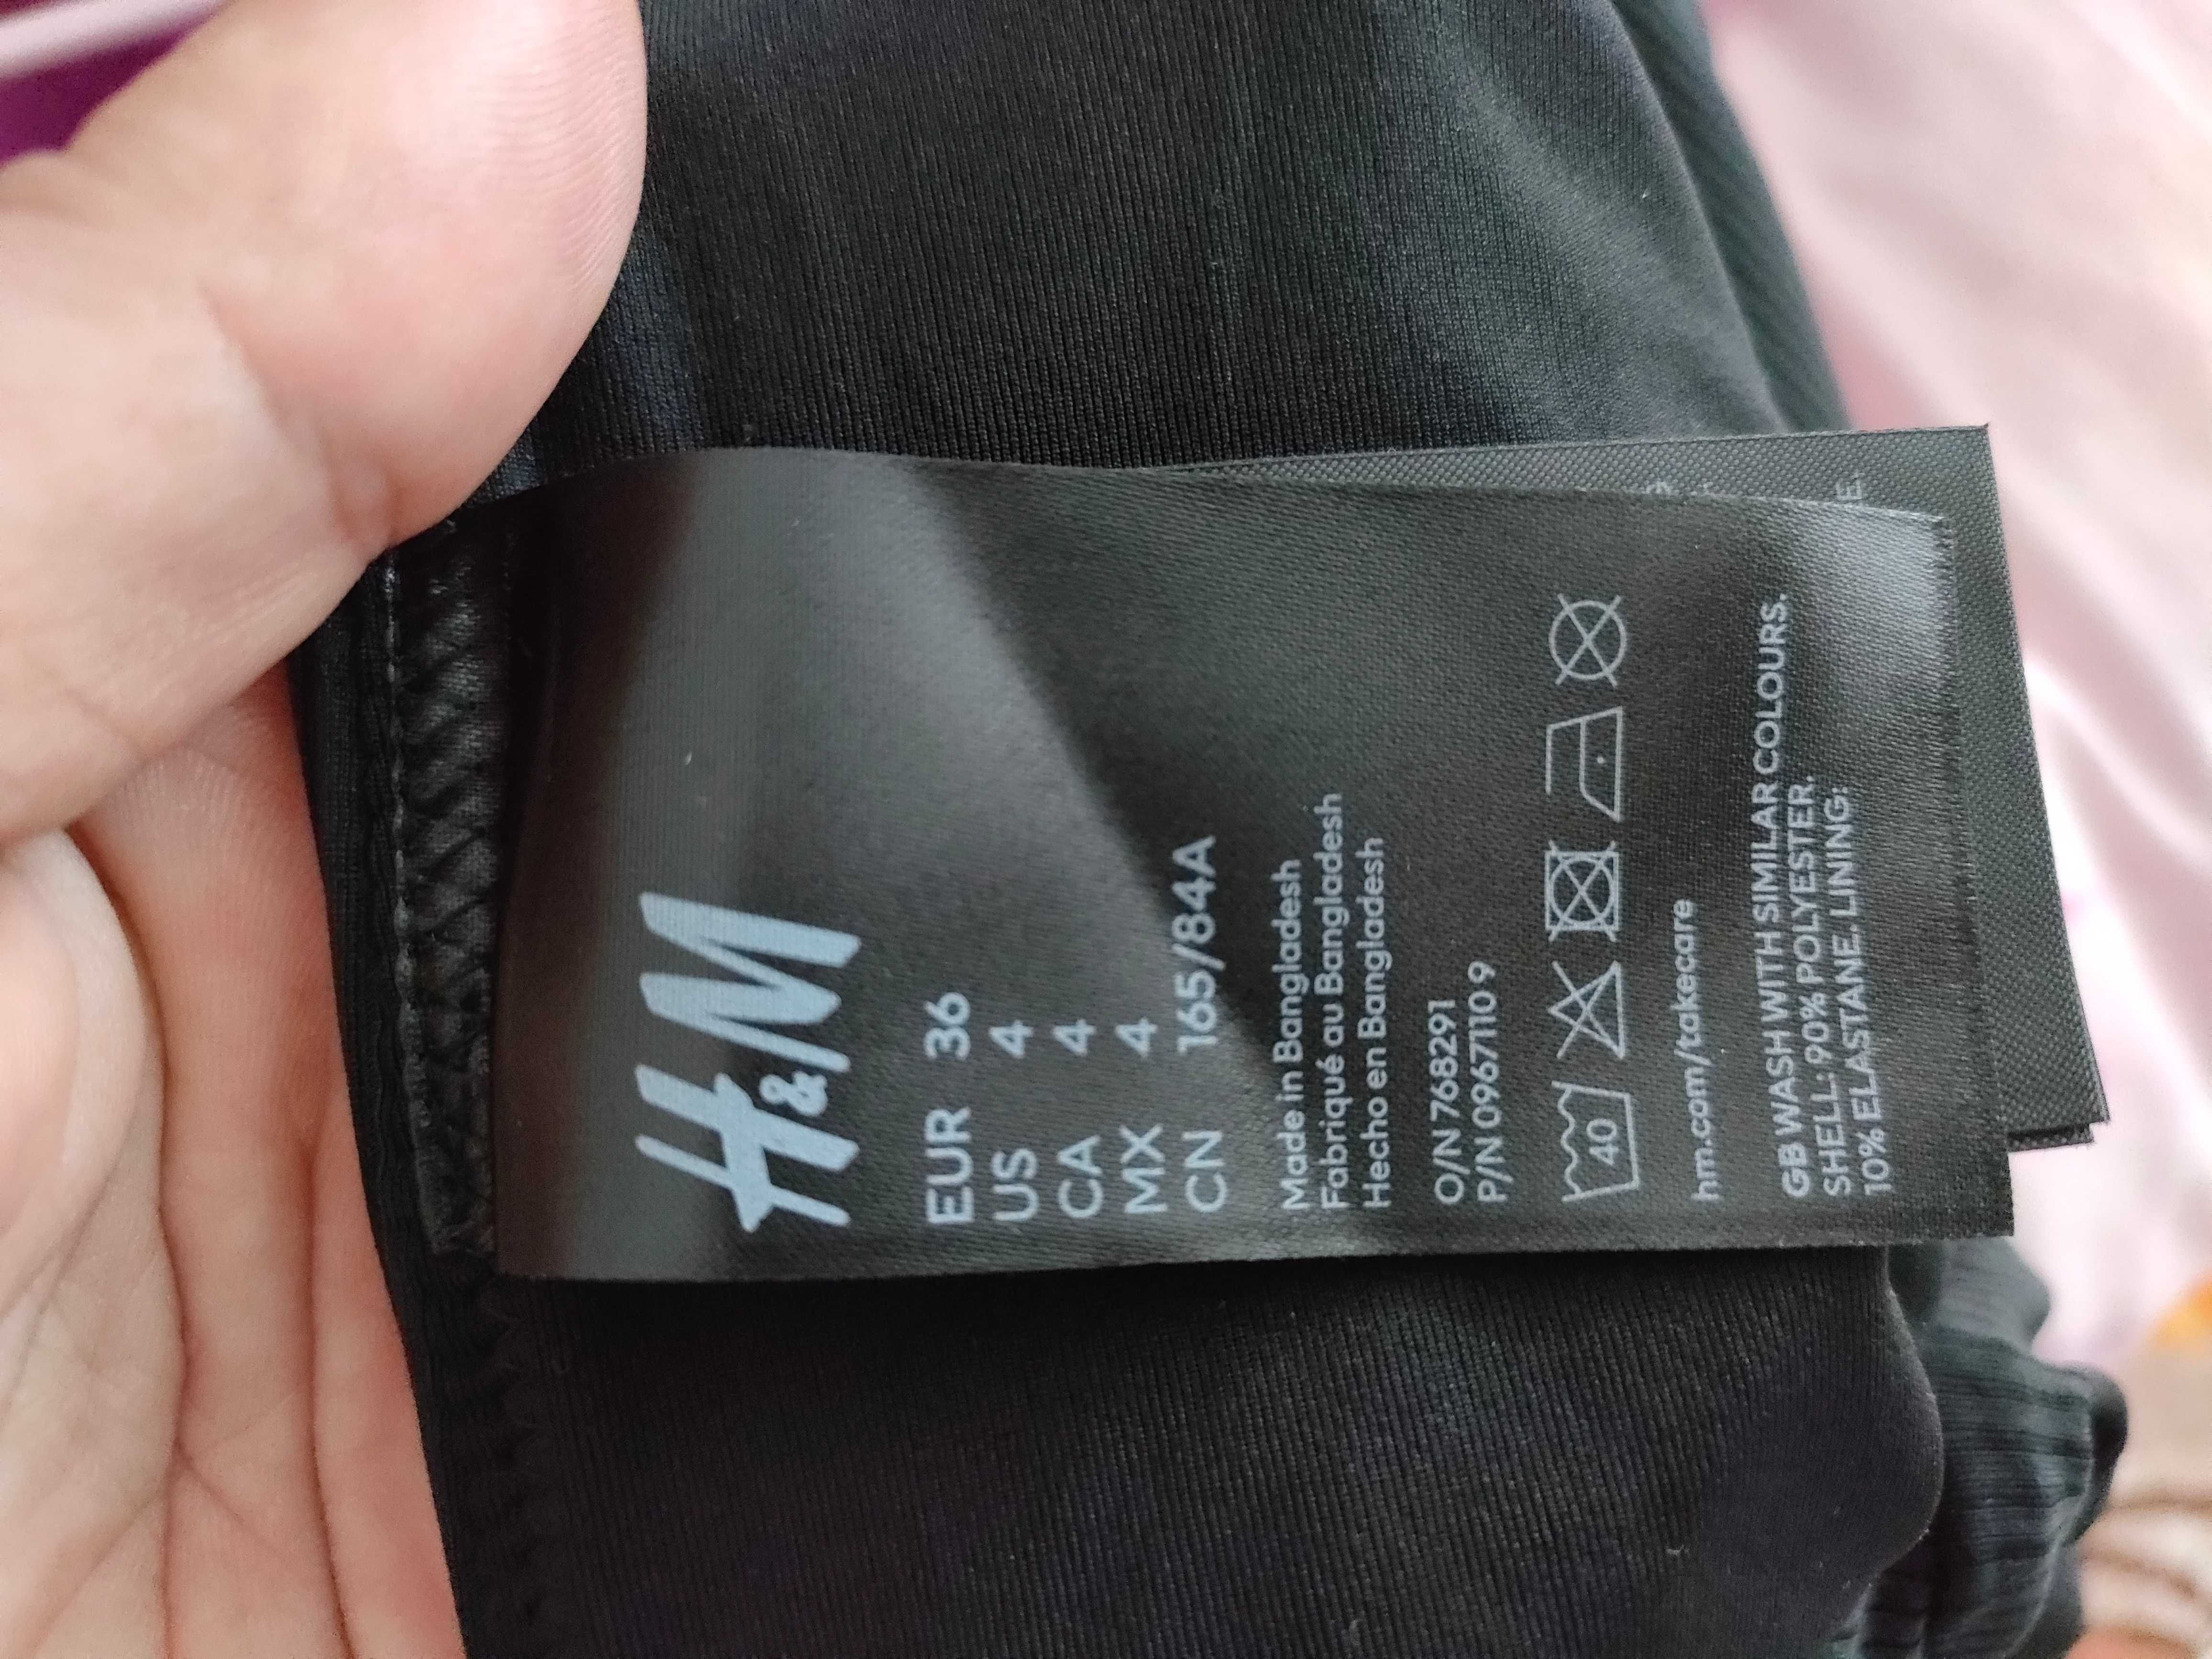 H&M
EUR 36
US 4
CA 4
MX 4
CN 165/84A
Made in Bangladesh
Fabriqué au Bangladesh
Hecho en Bangladesh
O/N 768291
P/N 0967110 9
40
hm.com/takecare
GB WASH WITH SIMILAR COLOURS.
SHELL: 90% POLYESTER.
10% ELASTANE. LINING: